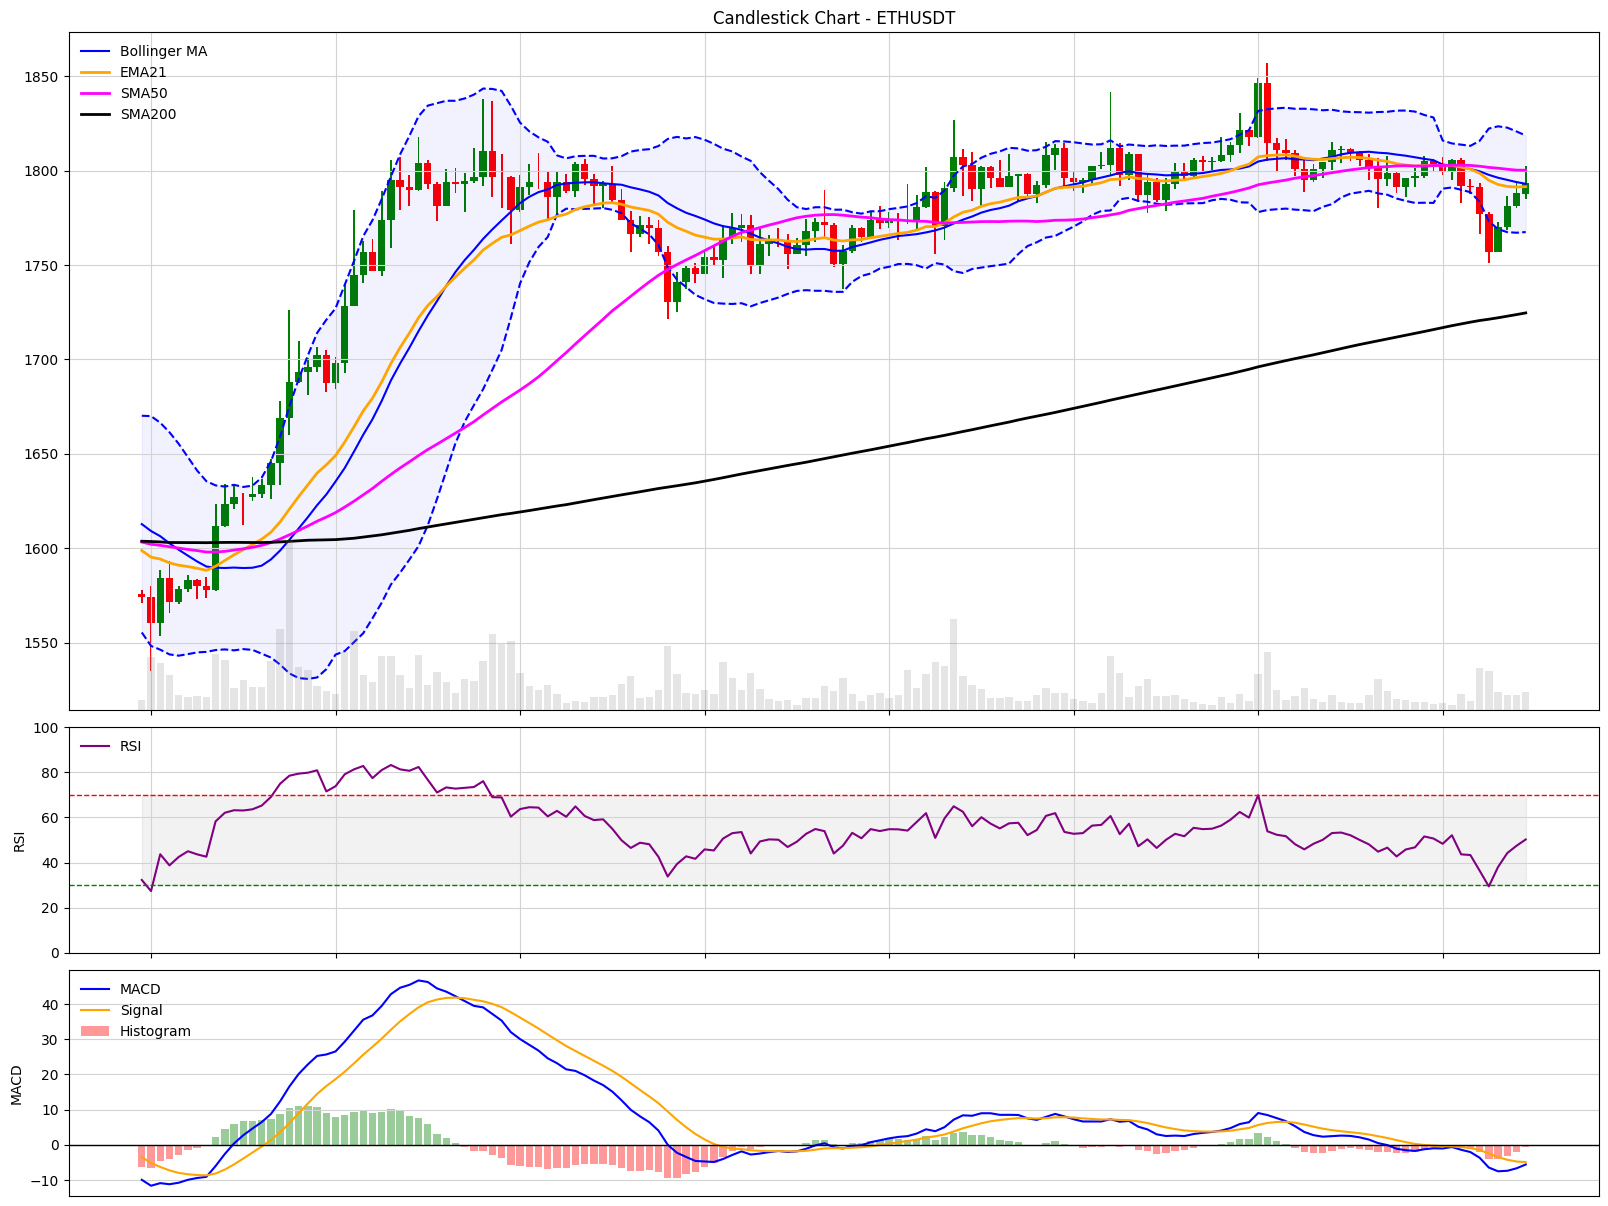 Candlestick Chart - ETHUSDT
Bollinger MA
EMA21
SMA50
SMA200
1850
1800
1750
1700
1650
1600
1550
RSI
RSI
100
80
60
40
20
0
MACD
Signal
Histogram
MACD
40
30
20
10
0
−10